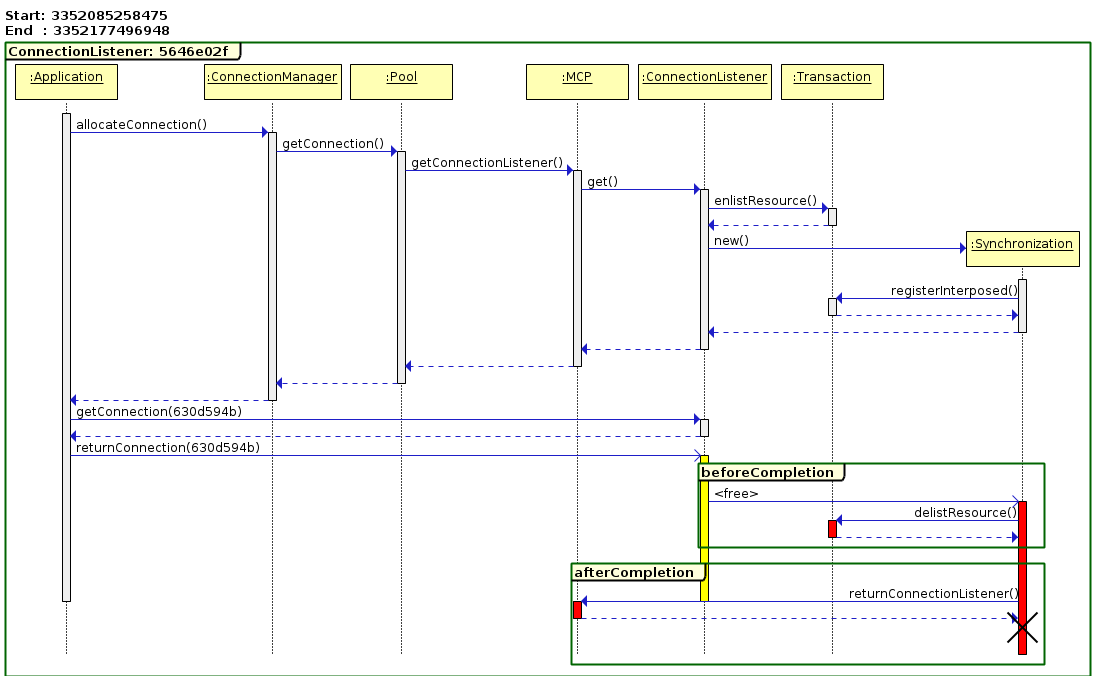 Start: 3352085258475
End  : 3352177496948
ConnectionListener: 5646e02f
:Application
:ConnectionManager
:Pool
:MCP
:ConnectionListener
:Transaction
allocateConnection()
getConnection()
getConnectionListener()
get()
enlistResource()
new()
:Synchronization
registerInterposed()
getConnection(630d594b)
returnConnection(630d594b)
beforeCompletion
<free>
delistResource()
afterCompletion
returnConnectionListener()